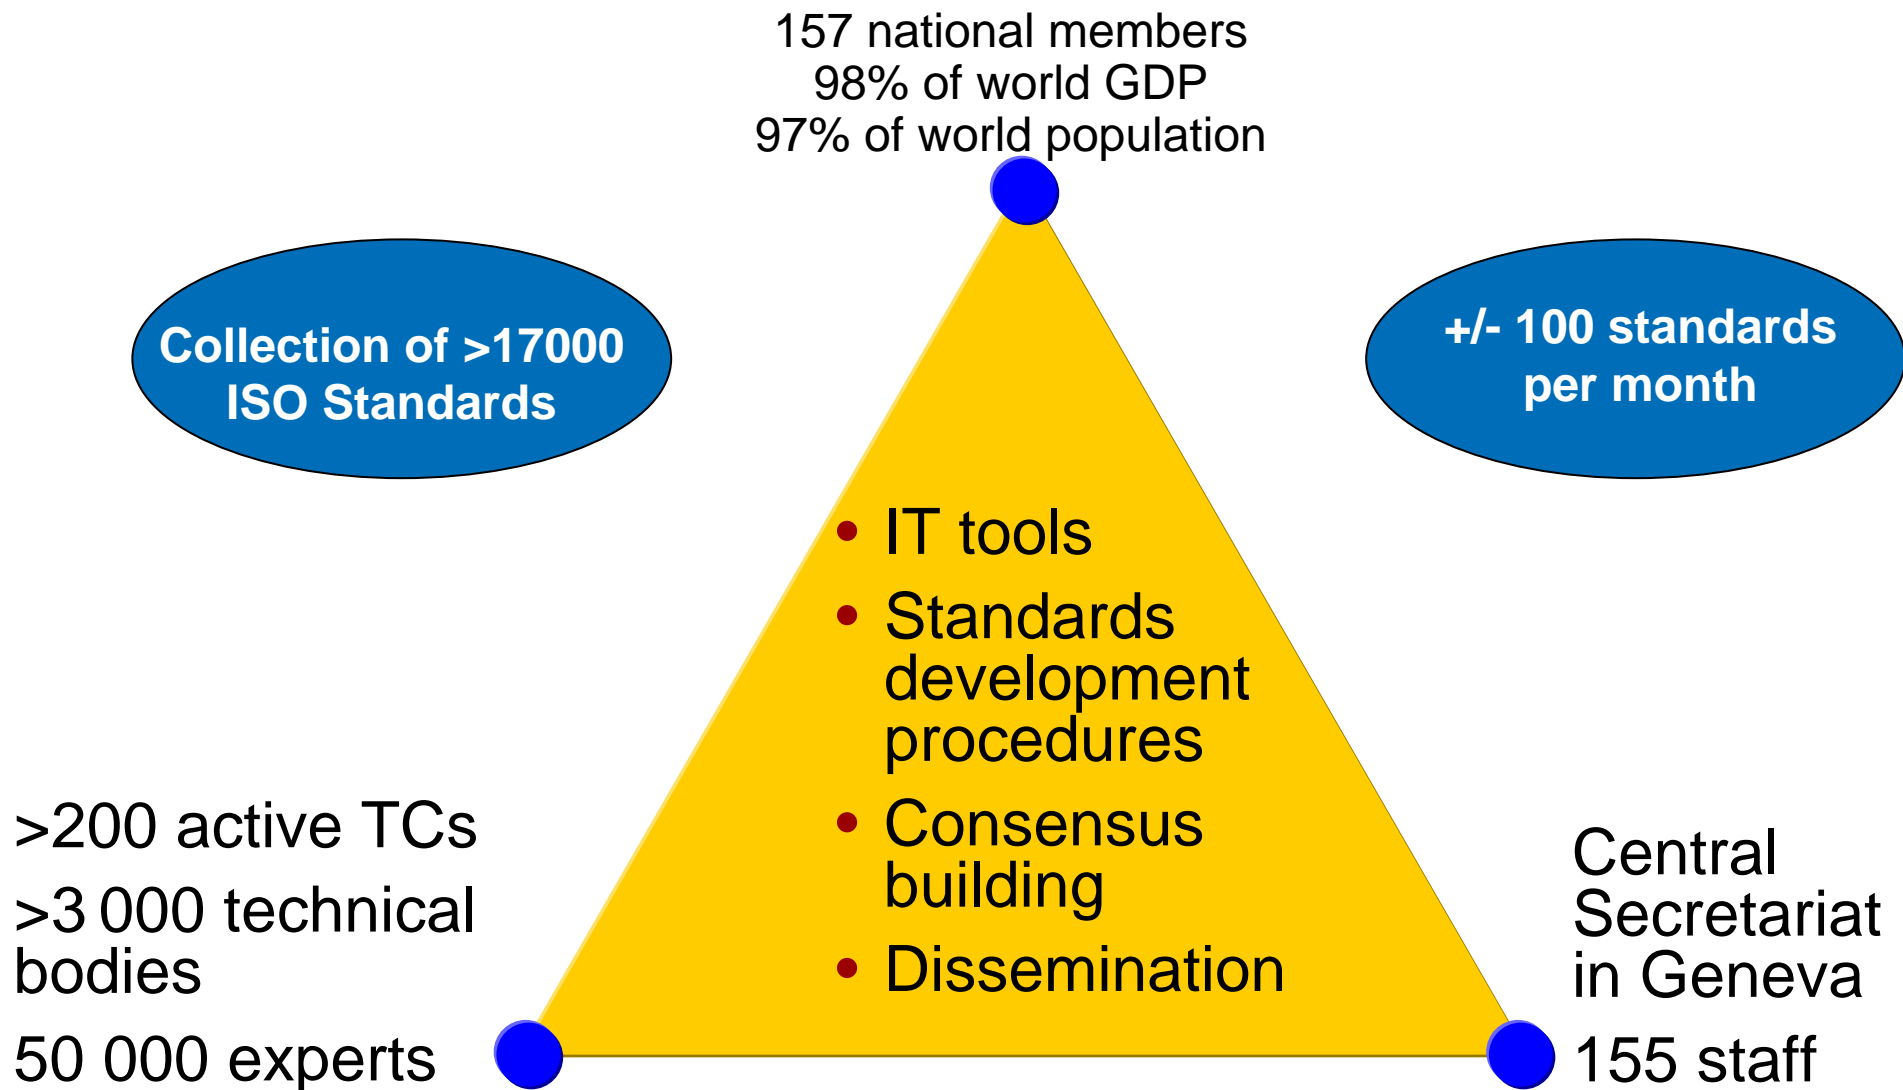 157 national members
98% of world GDP
97% of world population
Collection of >17000
ISO Standards
+/- 100 standards
per month
• IT tools
• Standards
development
procedures
• Consensus
building
• Dissemination
>200 active TCs
>3 000 technical
bodies
50 000 experts
Central
Secretariat
in Geneva
155 staff